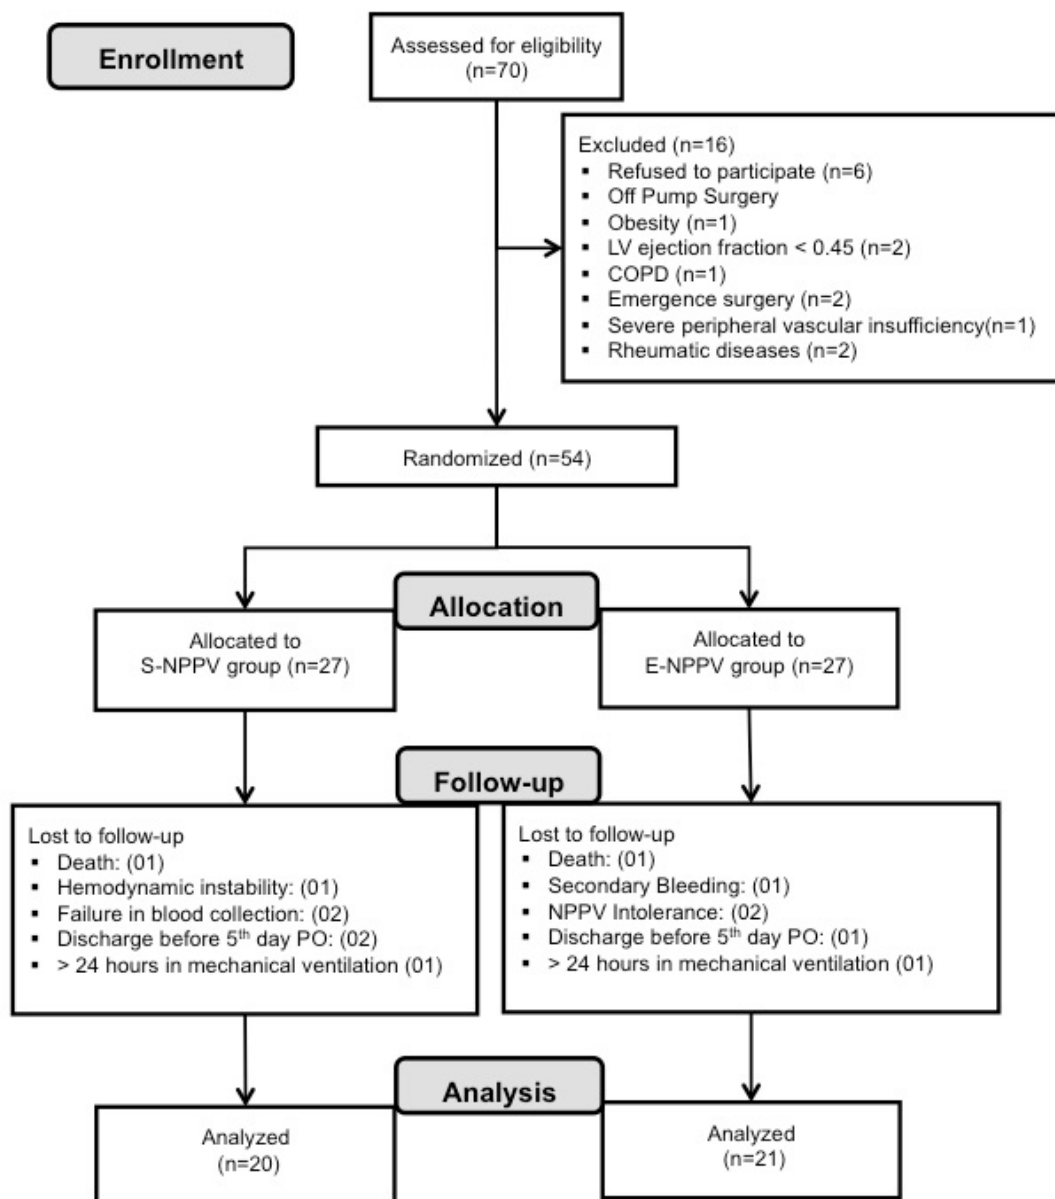 Enrollment
Assessed for eligibility
(n=70)
Excluded (n=16)
▪ Refused to participate (n=6)
▪ Off Pump Surgery
▪ Obesity (n=1)
▪ LV ejection fraction < 0.45 (n=2)
▪ COPD (n=1)
▪ Emergence surgery (n=2)
▪ Severe peripheral vascular insufficiency(n=1)
▪ Rheumatic diseases (n=2)
Randomized (n=54)
Allocation
Allocated to
S-NPPV group (n=27)
Allocated to
E-NPPV group (n=27)
Follow-up
Lost to follow-up
▪ Death: (01)
▪ Hemodynamic instability: (01)
▪ Failure in blood collection: (02)
▪ Discharge before 5th day PO: (02)
▪ > 24 hours in mechanical ventilation (01)
Lost to follow-up
▪ Death: (01)
▪ Secondary Bleeding: (01)
▪ NPPV Intolerance: (02)
▪ Discharge before 5th day PO: (01)
▪ > 24 hours in mechanical ventilation (01)
Analysis
Analyzed
(n=20)
Analyzed
(n=21)